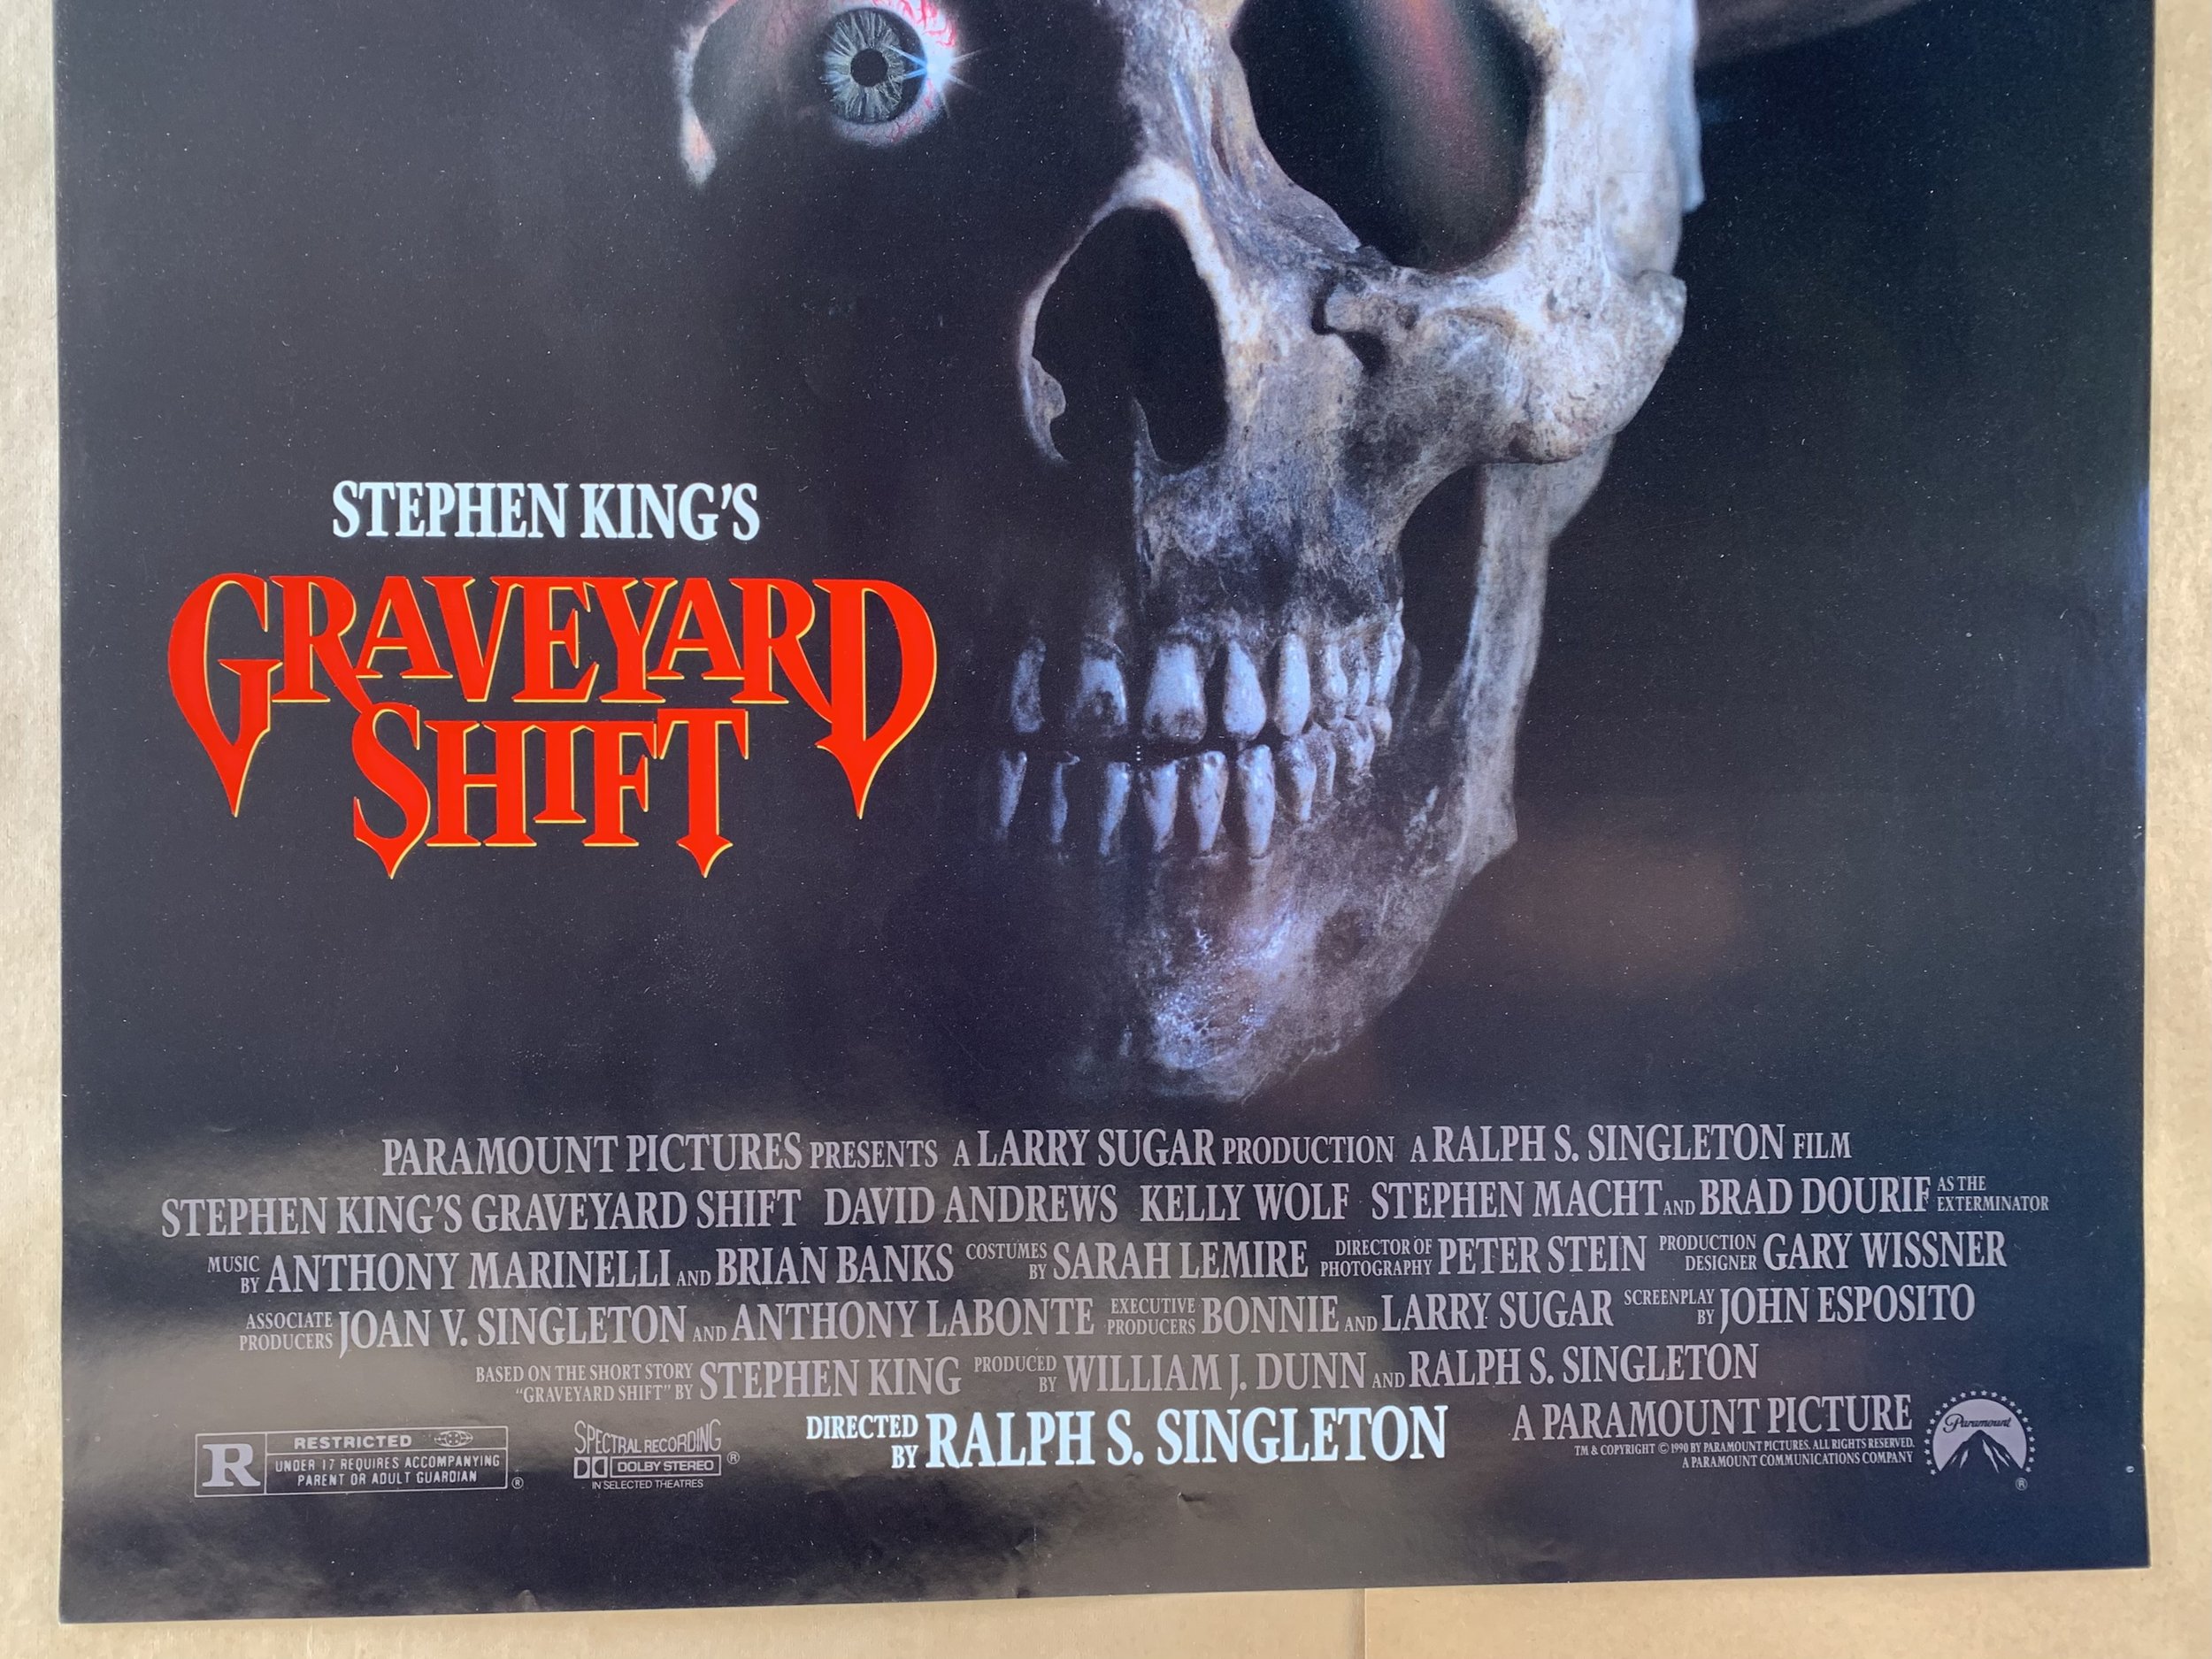 STEPHEN KING'S
GRAVEYARD
SHIFT
PARAMOUNT PICTURES PRESENTS A LARRY SUGAR PRODUCTION A RALPH S. SINGLETON FILM
STEPHEN KING'S GRAVEYARD SHIFT DAVID ANDREWS KELLY WOLF STEPHEN MACHT AND BRAD DOURIF AS THE EXTERMINATOR
MUSIC BY ANTHONY MARINELLI AND BRIAN BANKS COSTUMES BY SARAH LEMIRE DIRECTOR OF PHOTOGRAPHY PETER STEIN PRODUCTION DESIGNER GARY WISSNER
ASSOCIATE PRODUCERS JOAN V. SINGLETON AND ANTHONY LABONTE EXECUTIVE PRODUCERS BONNIE AND LARRY SUGAR SCREENPLAY BY JOHN ESPOSITO
BASED ON THE SHORT STORY "GRAVEYARD SHIFT" BY STEPHEN KING PRODUCED BY WILLIAM J. DUNN AND RALPH S. SINGLETON
DIRECTED BY RALPH S. SINGLETON
R RESTRICTED
UNDER 17 REQUIRES ACCOMPANYING
PARENT OR ADULT GUARDIAN ®
SPECTRAL RECORDING
DOLBY STEREO ®
IN SELECTED THEATRES
A PARAMOUNT PICTURE
TM & COPYRIGHT © 1990 BY PARAMOUNT PICTURES. ALL RIGHTS RESERVED.
A PARAMOUNT COMMUNICATIONS COMPANY
Paramount ®